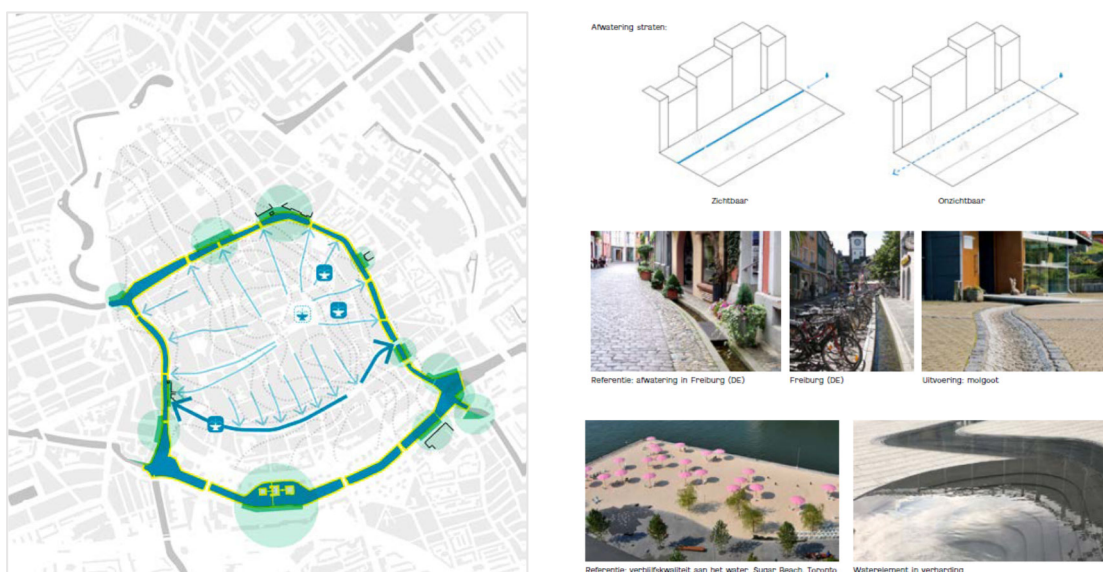 Afwatering straten:
Zichtbaar
Onzichtbaar
Referentie: afwatering in Freiburg (DE)
Freiburg (DE)
Uitvoering: molgoot
Referentie: verblijfskwaliteit aan het water, Sugar Beach, Toronto
Waterelement in verharding